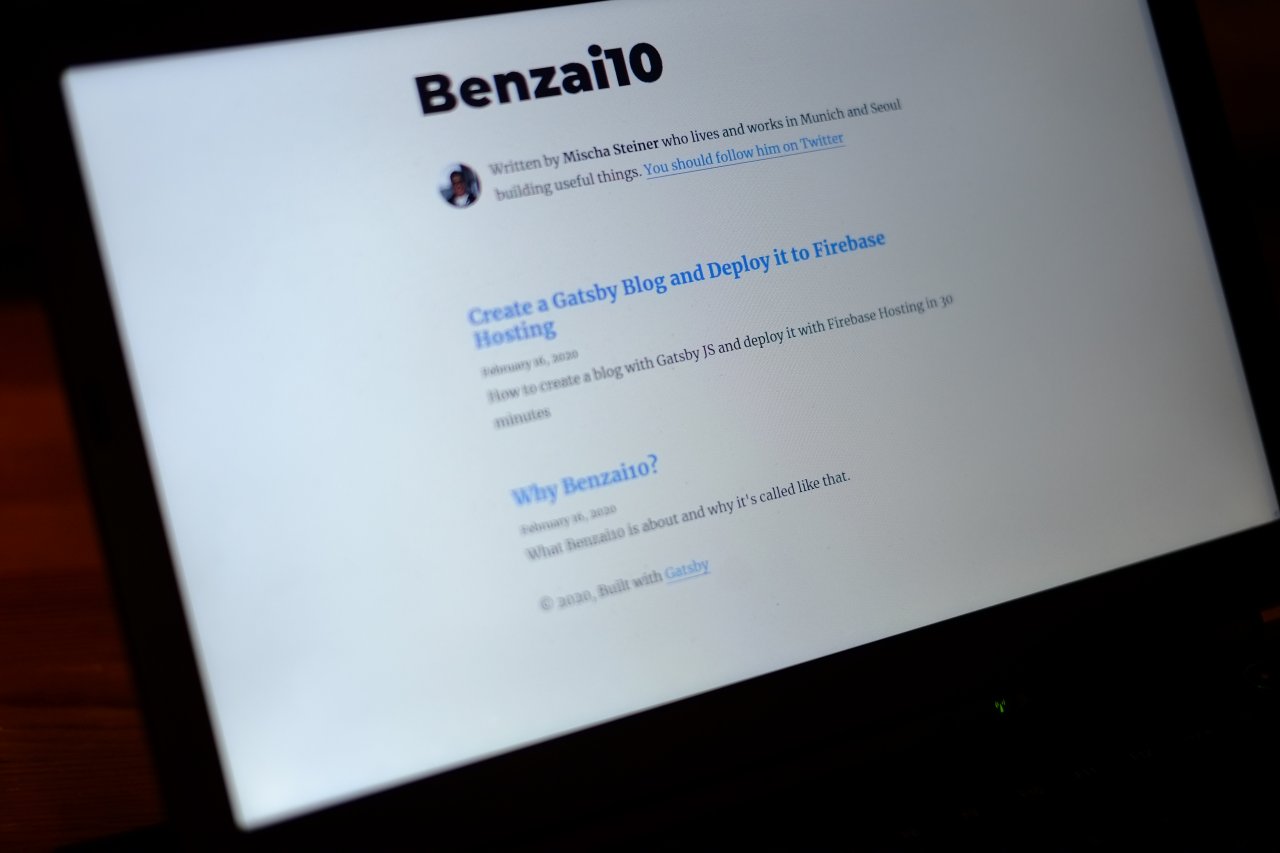 Benzai10
Written by Mischa Steiner who lives and works in Munich and Seoul
building useful things. You should follow him on Twitter
Create a Gatsby Blog and Deploy it to Firebase
Hosting
February 16, 2020
How to create a blog with Gatsby JS and deploy it with Firebase Hosting in 30
minutes
Why Benzai10?
February 16, 2020
What Benzai10 is about and why it's called like that.
© 2020, Built with Gatsby